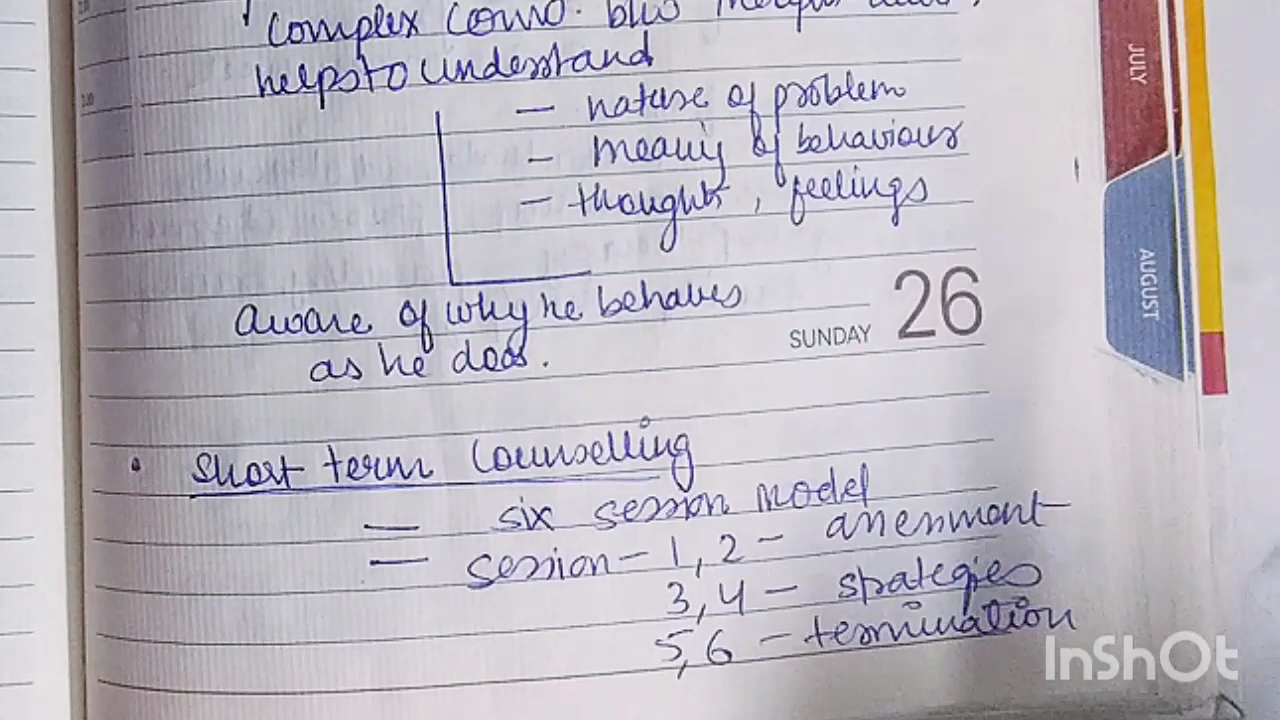 complex
helps to understand
— nature of problem
— meaning of behaviours
— thoughts, feelings
aware of why he behaves
as he does.
SUNDAY 26
• Short term Counselling
— six session model
— session - 1, 2 - assessment
3, 4 - strategies
5, 6 - termination
JULY
AUGUST
InShOt